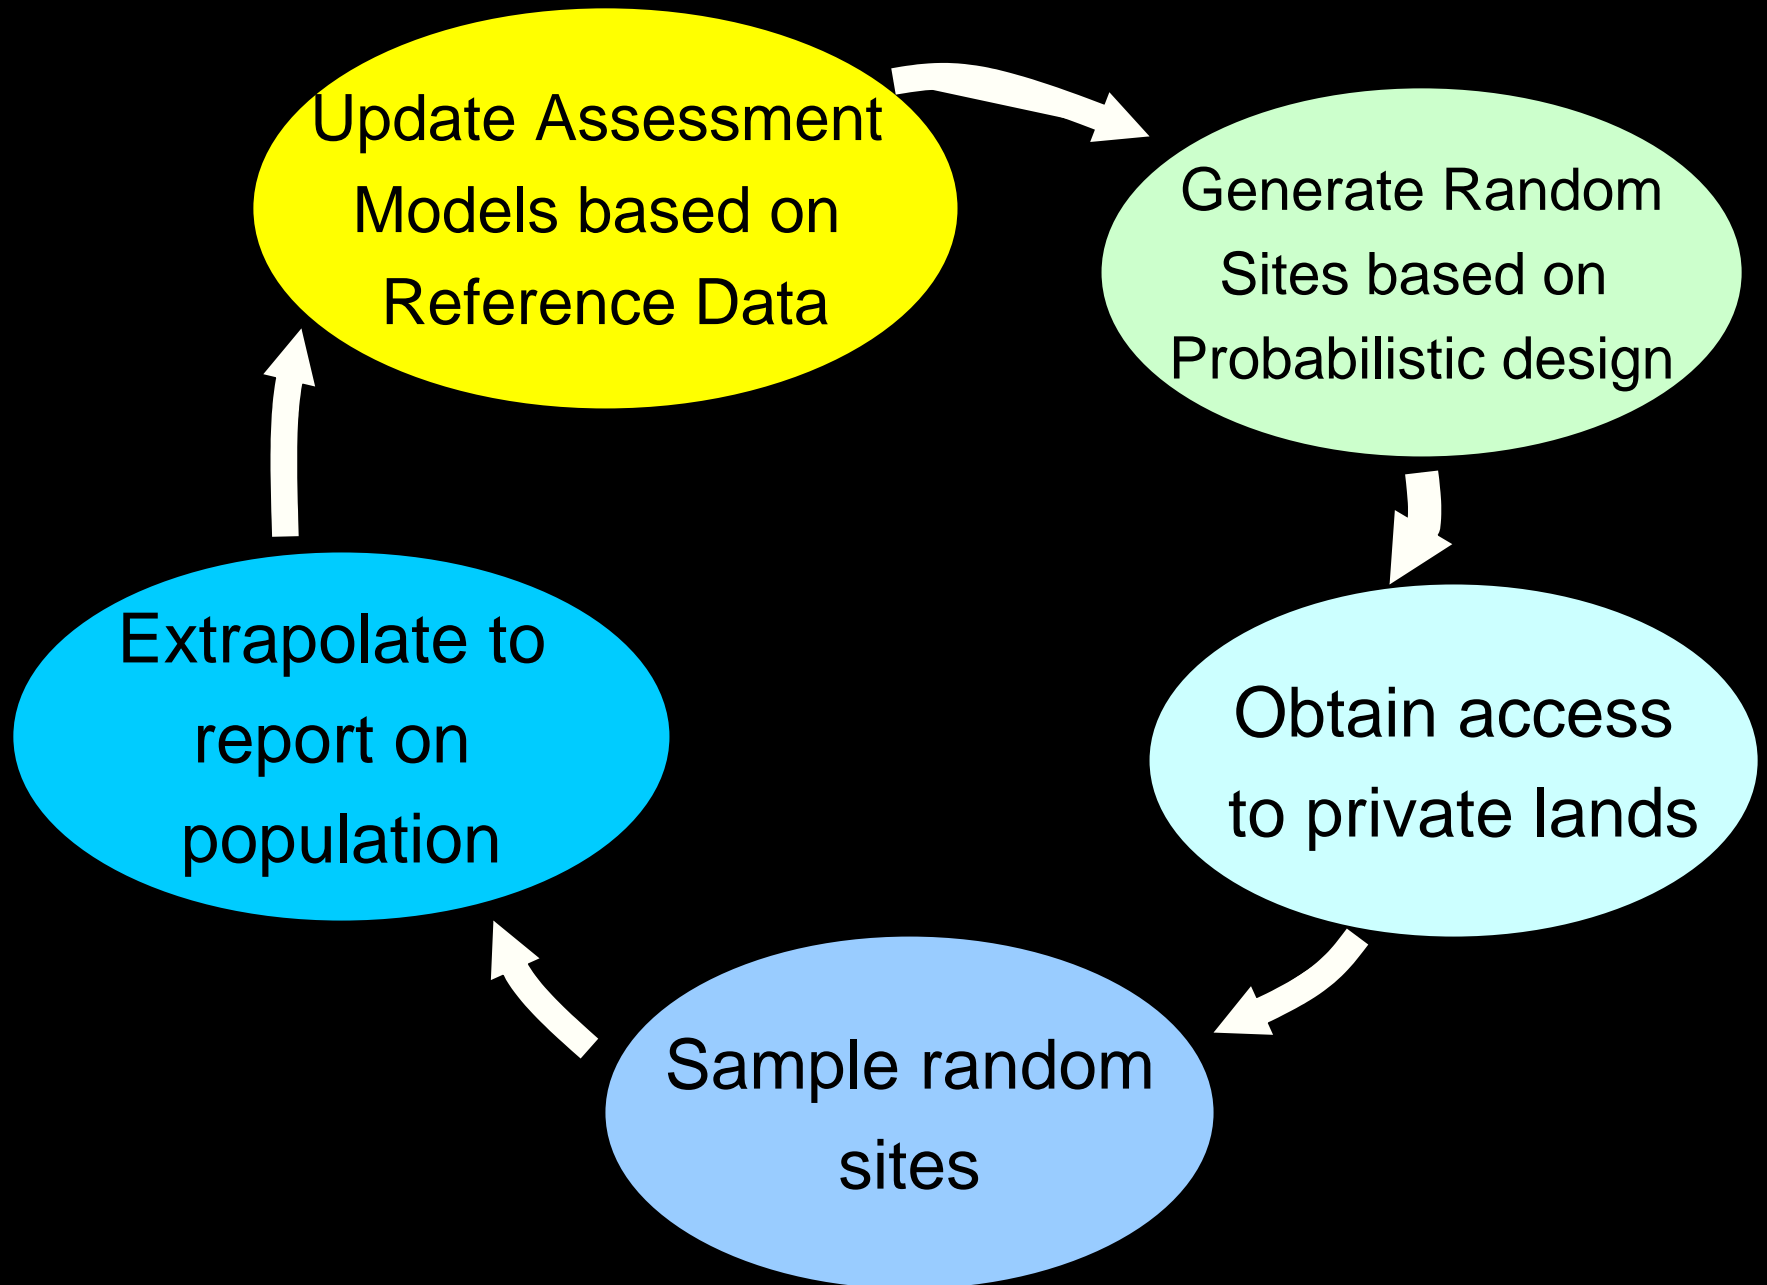 Update Assessment
Models based on
Reference Data
Generate Random
Sites based on
Probabilistic design
Obtain access
to private lands
Sample random
sites
Extrapolate to
report on
population